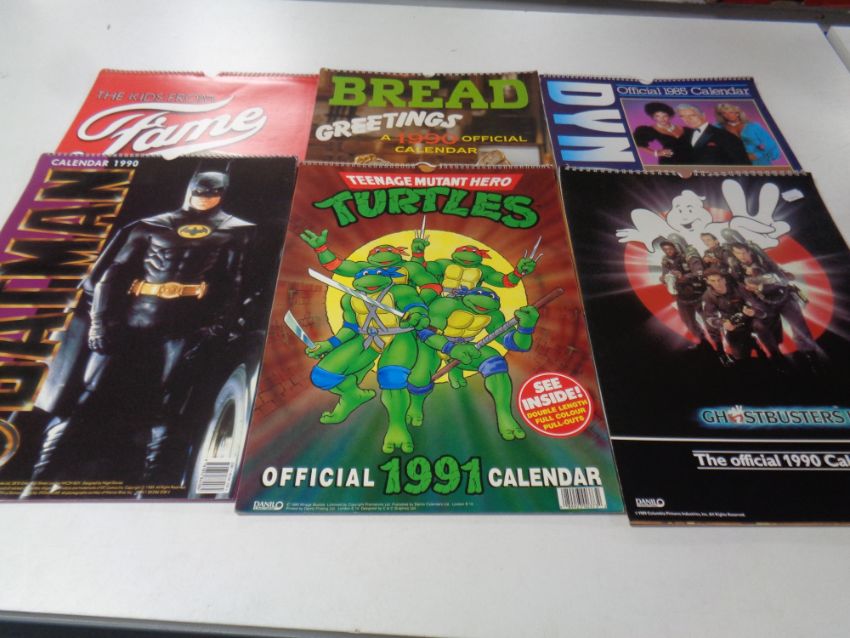 THE KIDS FROM
Fame
BREAD
GREETINGS
A 1990 OFFICIAL
CALENDAR
DYN
Official 1985 Calendar
CALENDAR 1990
BATMAN
TEENAGE MUTANT HERO
TURTLES
SEE
INSIDE!
DOUBLE LENGTH
FULL COLOUR
PULL-OUTS
OFFICIAL 1991 CALENDAR
DANILO
GHOSTBUSTERS
The official 1990 Cal
DANILO